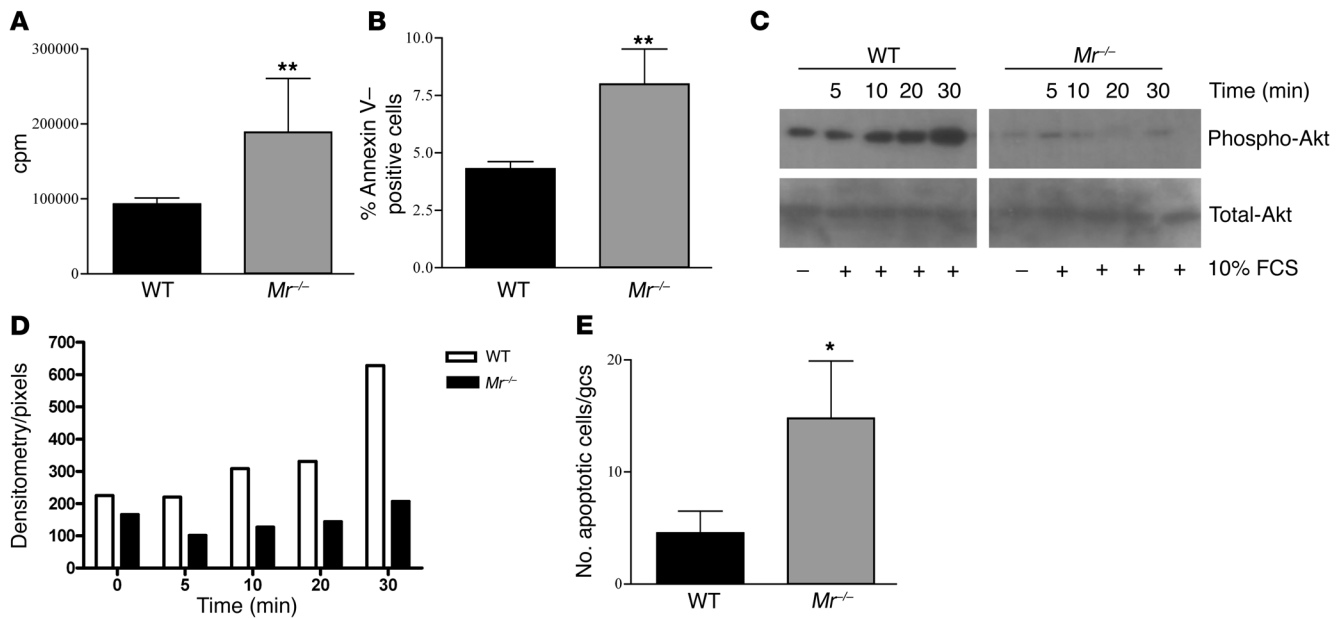 A
300000
200000
100000
0
cpm
**
WT
Mr–/–
B
10.0
7.5
5.0
2.5
0.0
% Annexin V–
positive cells
**
WT
Mr–/–
C
WT
Mr–/–
5 10 20 30
5 10 20 30
Time (min)
Phospho-Akt
Total-Akt
– + + + +
– + + + +
10% FCS
D
700
600
500
400
300
200
100
0
Densitometry/pixels
0 5 10 20 30
Time (min)
WT
Mr–/–
E
20
10
0
No. apoptotic cells/gcs
*
WT
Mr–/–